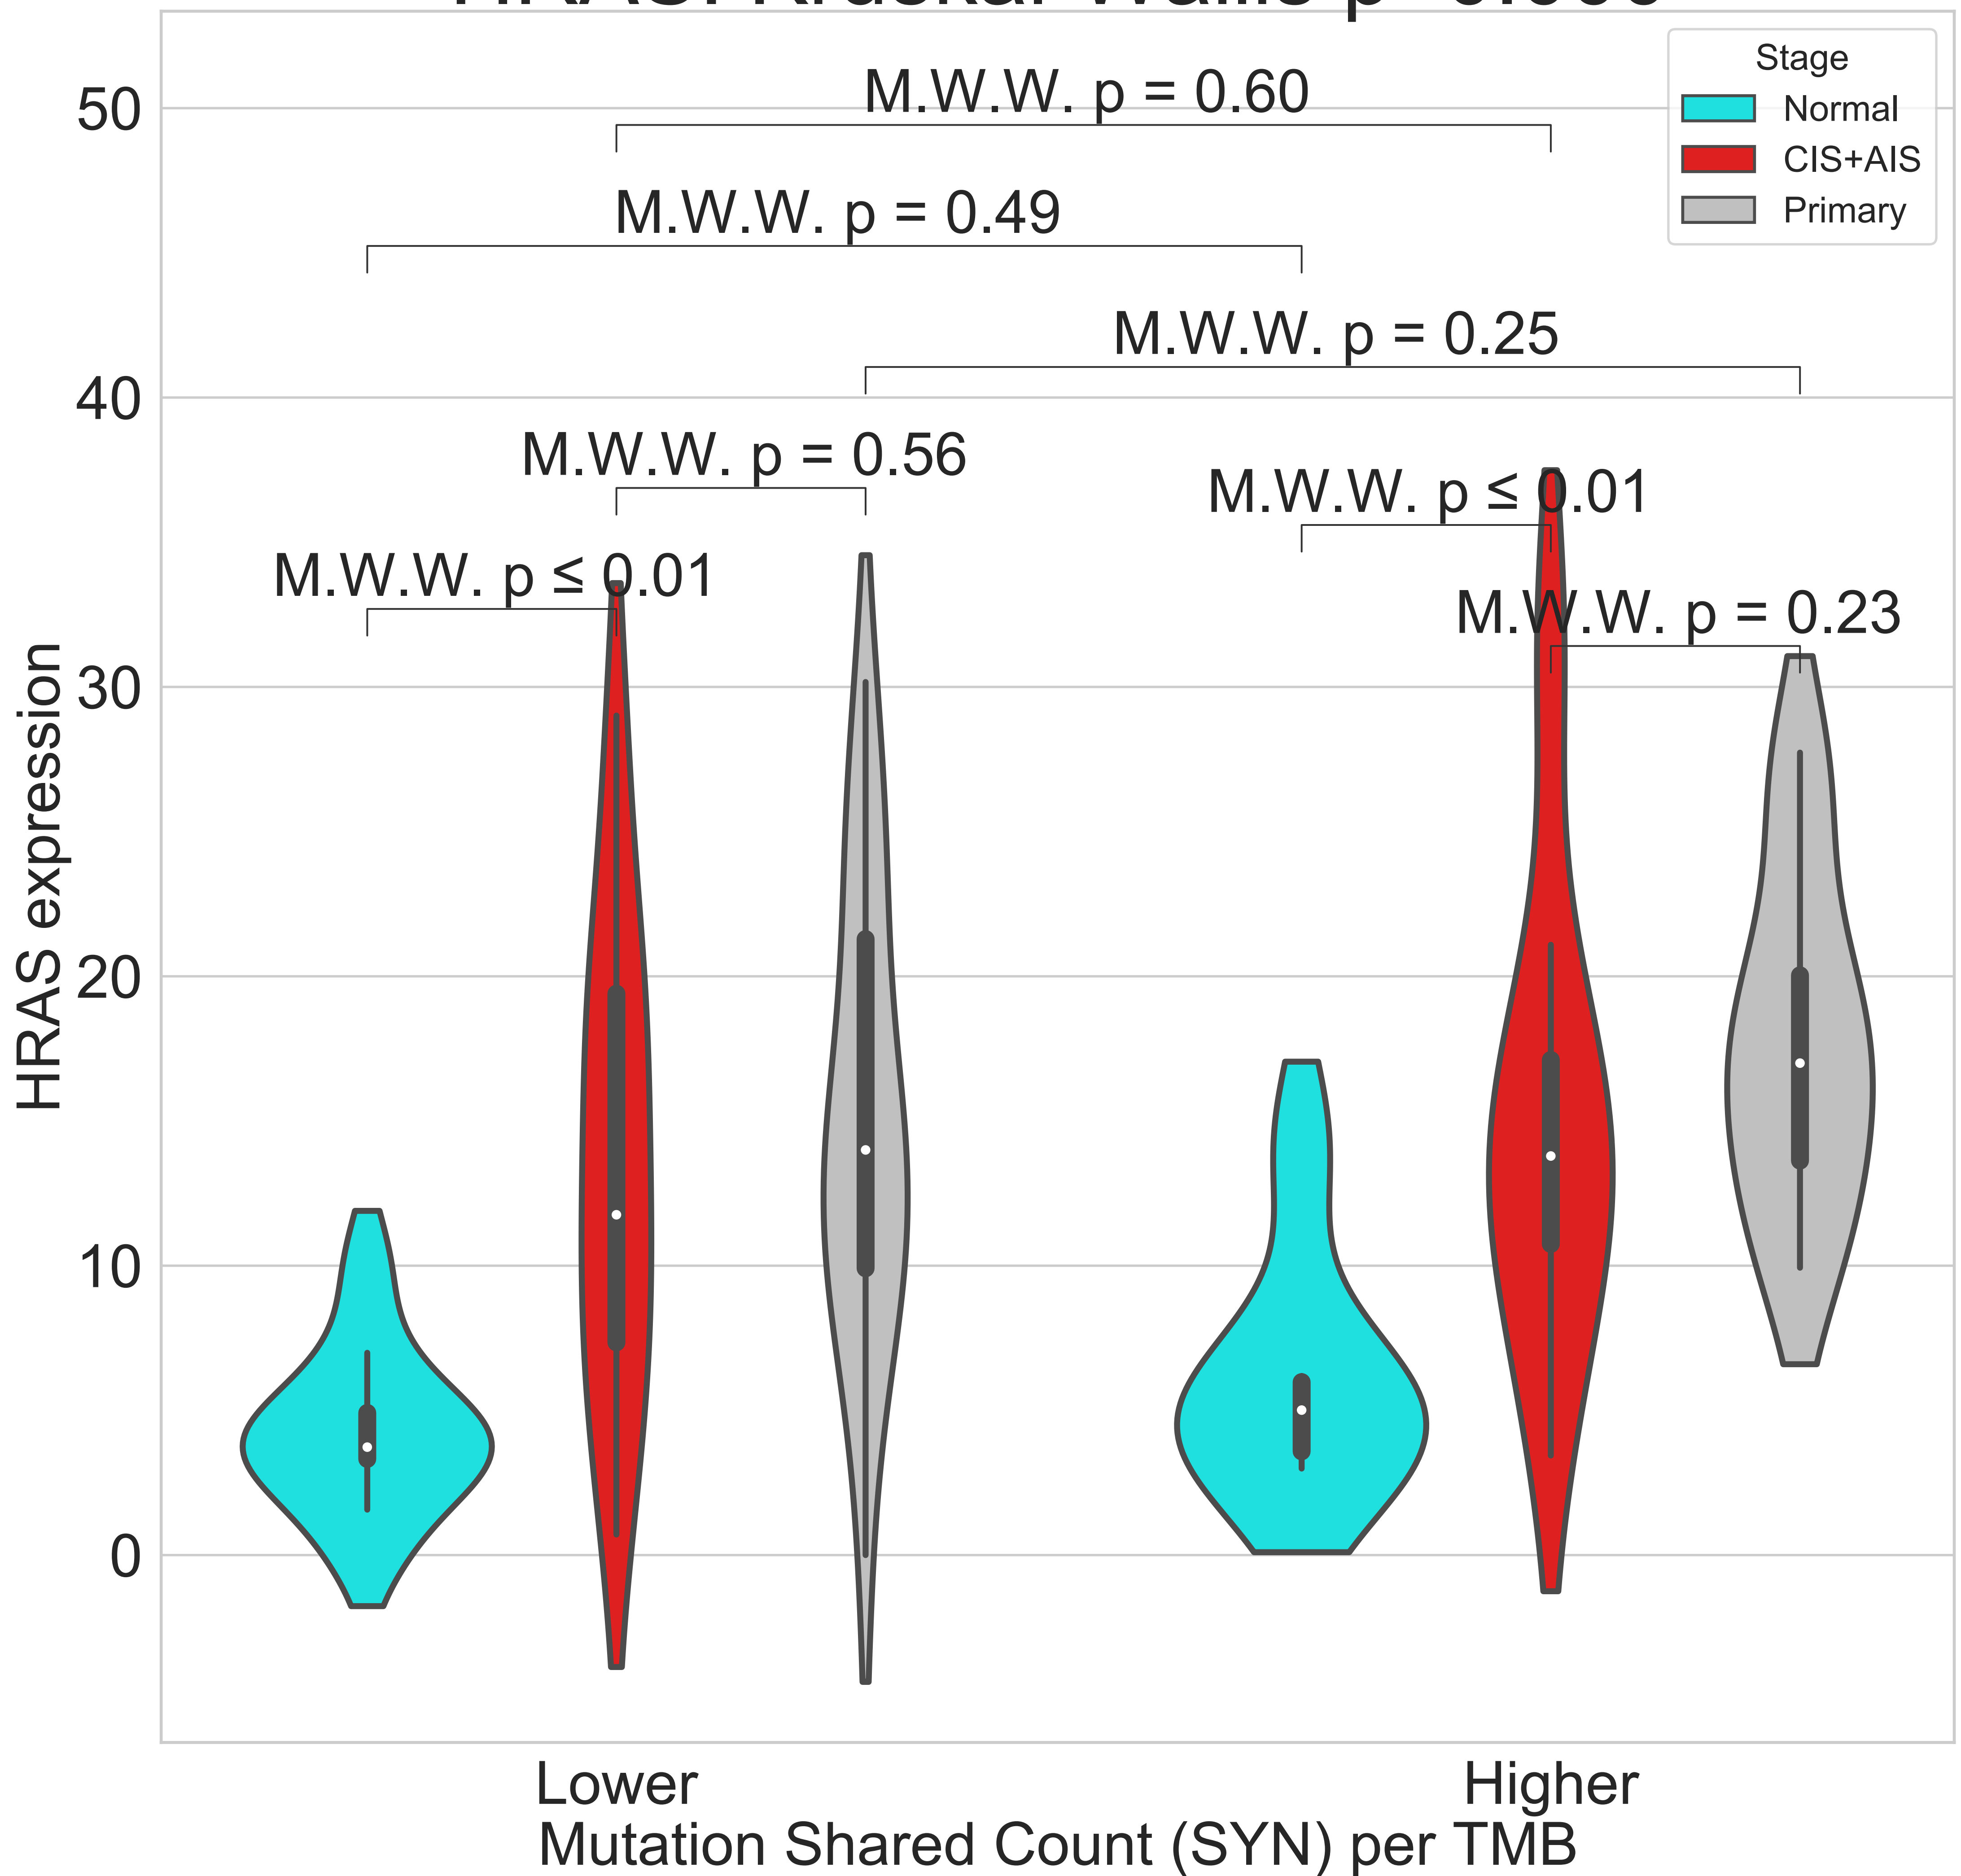 Stage
Normal
CIS+AIS
Primary
M.W.W. p = 0.60
M.W.W. p = 0.49
M.W.W. p = 0.25
M.W.W. p = 0.56
M.W.W. p ≤ 0.01
M.W.W. p ≤ 0.01
M.W.W. p = 0.23
HRAS expression
50
40
30
20
10
0
Lower
Higher
Mutation Shared Count (SYN) per TMB